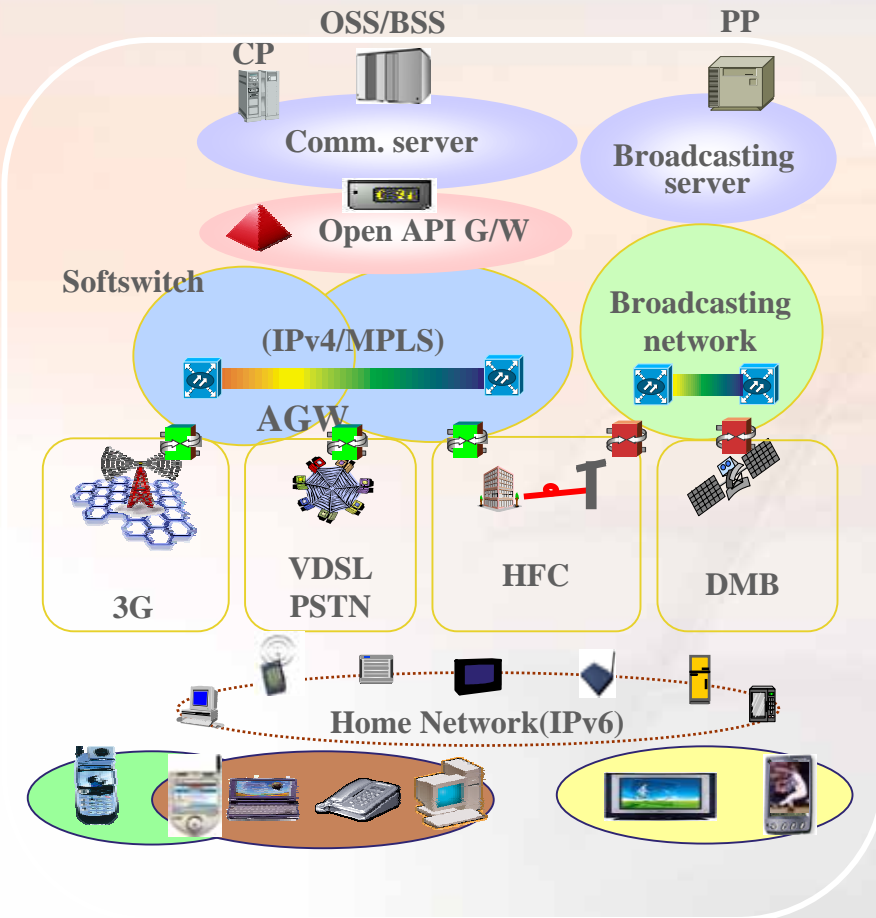 OSS/BSS
PP
CP
Comm. server
Broadcasting
server
Open API G/W
Softswitch
Broadcasting
network
(IPv4/MPLS)
AGW
3G
VDSL
PSTN
HFC
DMB
Home Network(IPv6)